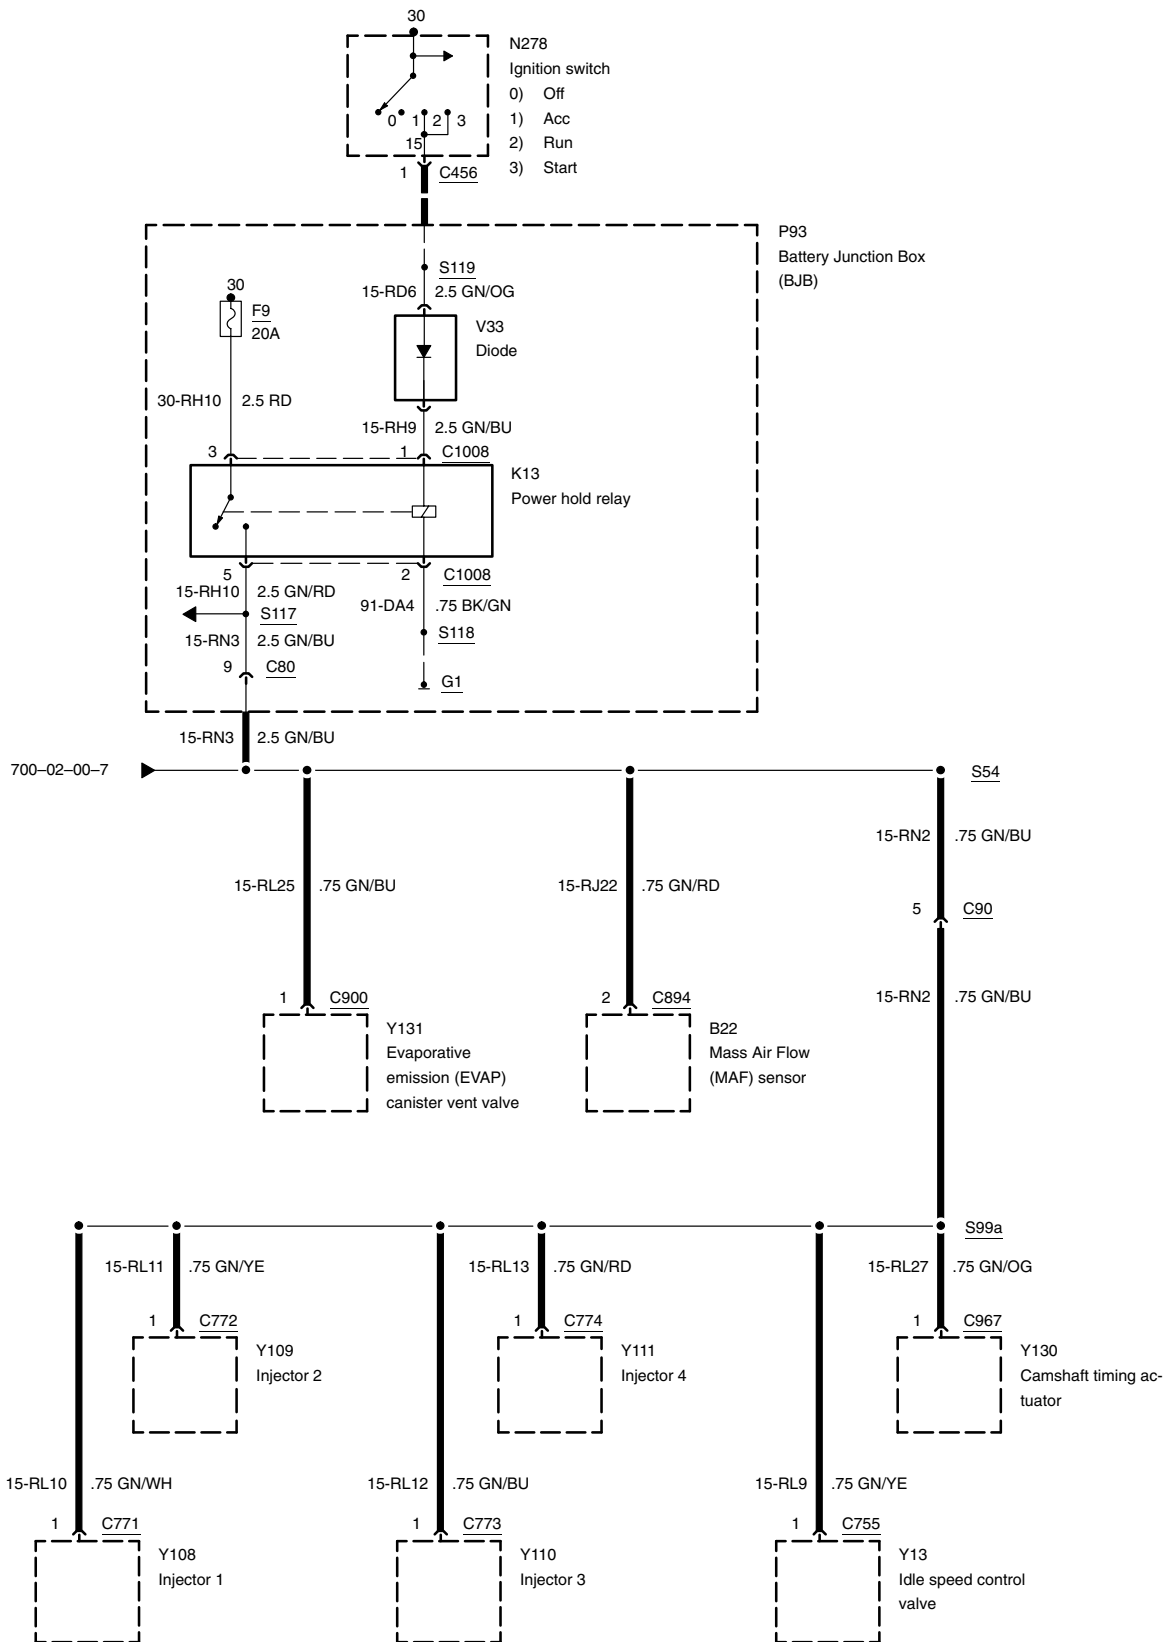 30
N278
Ignition switch
0) Off
1) Acc
2) Run
3) Start
0 1 2 3
15
1 C456
P93
Battery Junction Box
(BJB)
S119
15-RD6 2.5 GN/OG
30
F9
20A
V33
Diode
30-RH10 2.5 RD
15-RH9 2.5 GN/BU
3 1 C1008
K13
Power hold relay
5 2 C1008
15-RH10 2.5 GN/RD
91-DA4 .75 BK/GN
S117
S118
15-RN3 2.5 GN/BU
9 C80
G1
15-RN3 2.5 GN/BU
700–02–00–7
S54
15-RN2 .75 GN/BU
15-RL25 .75 GN/BU
15-RJ22 .75 GN/RD
5 C90
15-RN2 .75 GN/BU
1 C900
2 C894
Y131
Evaporative
emission (EVAP)
canister vent valve
B22
Mass Air Flow
(MAF) sensor
S99a
15-RL11 .75 GN/YE
15-RL13 .75 GN/RD
15-RL27 .75 GN/OG
1 C772
1 C774
1 C967
Y109
Injector 2
Y111
Injector 4
Y130
Camshaft timing ac-
tuator
15-RL10 .75 GN/WH
15-RL12 .75 GN/BU
15-RL9 .75 GN/YE
1 C771
1 C773
1 C755
Y108
Injector 1
Y110
Injector 3
Y13
Idle speed control
valve